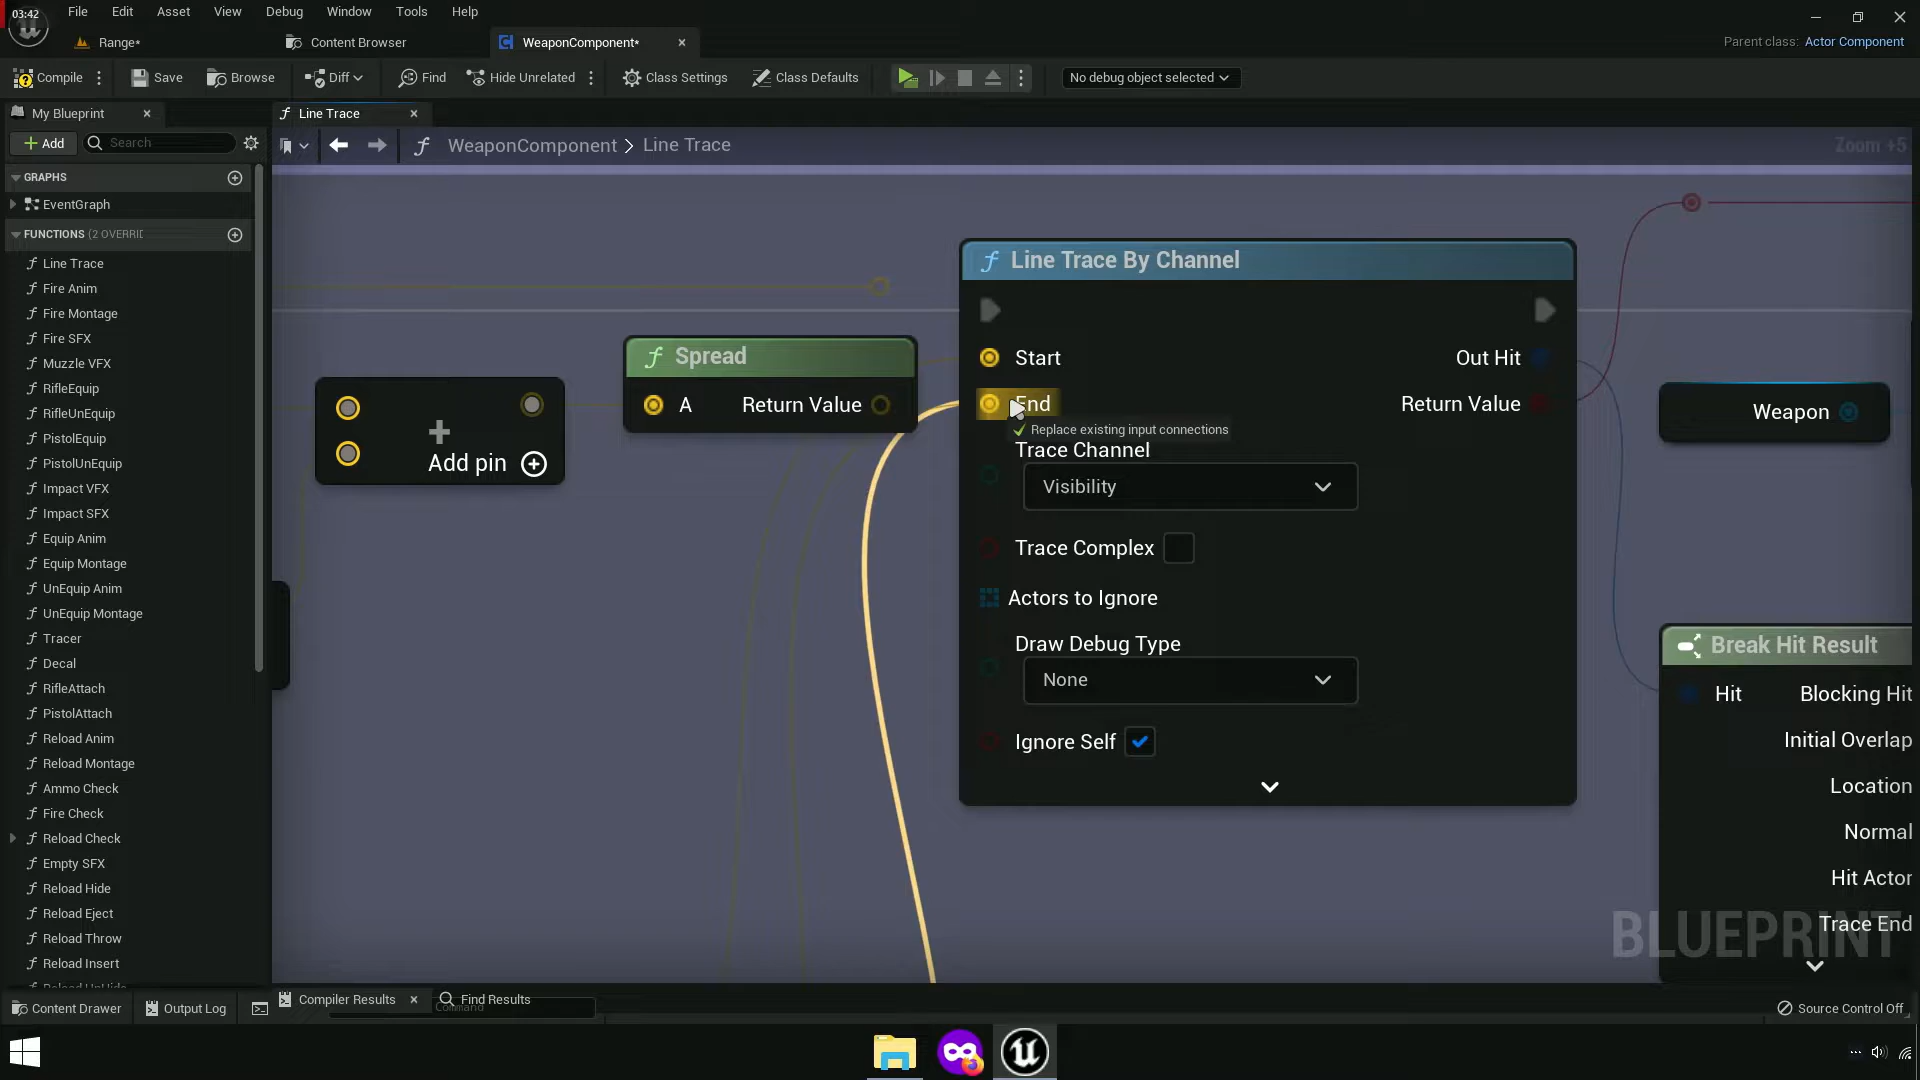 03:42
File Edit Asset View Debug Window Tools Help
Range*
Content Browser
WeaponComponent*
Parent class: Actor Component
Compile
Save
Browse
Diff
Find
Hide Unrelated
Class Settings
Class Defaults
No debug object selected
My Blueprint
Line Trace
Add
Search
WeaponComponent > Line Trace
Zoom +5
GRAPHS
EventGraph
FUNCTIONS (2 OVERRID
Line Trace
Fire Anim
Fire Montage
Fire SFX
Muzzle VFX
RifleEquip
RifleUnEquip
PistolEquip
PistolUnEquip
Impact VFX
Impact SFX
Equip Anim
Equip Montage
UnEquip Anim
UnEquip Montage
Tracer
Decal
RifleAttach
PistolAttach
Reload Anim
Reload Montage
Ammo Check
Fire Check
Reload Check
Empty SFX
Reload Hide
Reload Eject
Reload Throw
Reload Insert
Reload UnHide
Add pin
Spread
A Return Value
Line Trace By Channel
Start
Out Hit
End
Return Value
Replace existing input connections
Trace Channel
Visibility
Trace Complex
Actors to Ignore
Draw Debug Type
None
Ignore Self
Weapon
Break Hit Result
Hit Blocking Hit
Initial Overlap
Location
Normal
Hit Actor
Trace End
BLUEPRINT
Content Drawer
Output Log
Compiler Results
Find Results
Command
Source Control Off